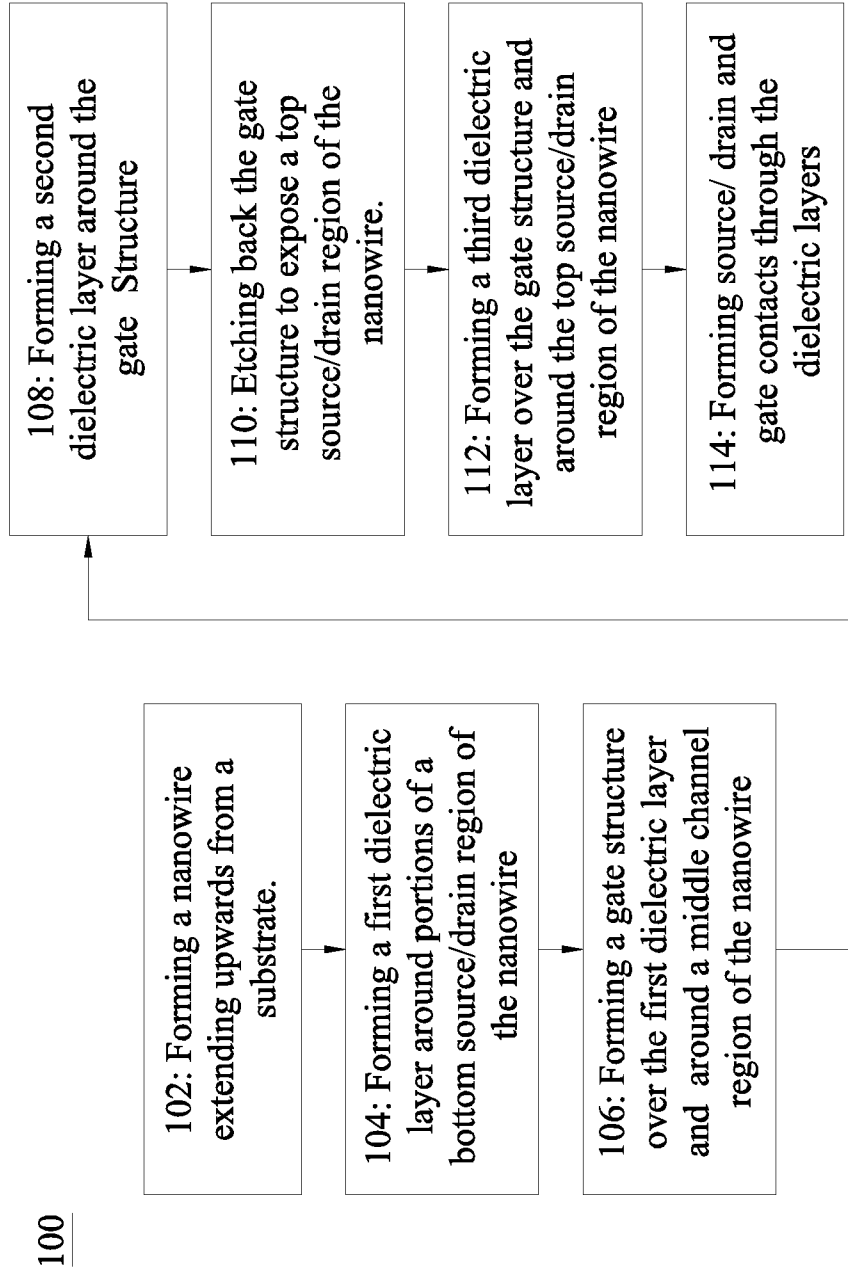 100
102: Forming a nanowire
extending upwards from a
substrate.
104: Forming a first dielectric
layer around portions of a
bottom source/drain region of
the nanowire
106: Forming a gate structure
over the first dielectric layer
and around a middle channel
region of the nanowire
108: Forming a second
dielectric layer around the
gate Structure
110: Etching back the gate
structure to expose a top
source/drain region of the
nanowire.
112: Forming a third dielectric
layer over the gate structure and
around the top source/drain
region of the nanowire
114: Forming source/ drain and
gate contacts through the
dielectric layers